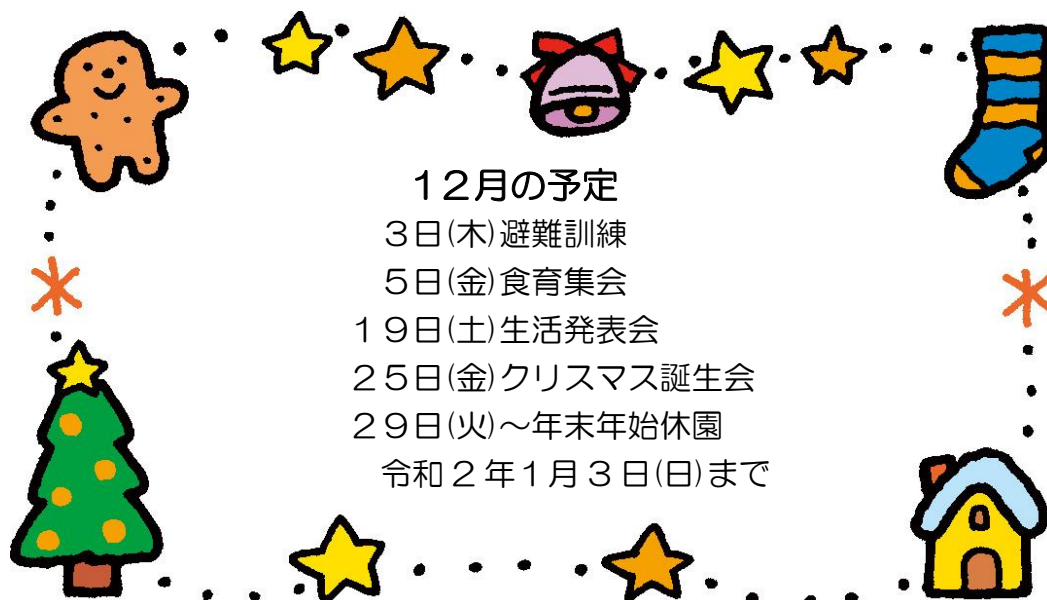 １２月の予定
３日(木)避難訓練
５日(金)食育集会
１９日(土)生活発表会
２５日(金)クリスマス誕生会
２９日(火)～年末年始休園
令和２年１月３日(日)まで